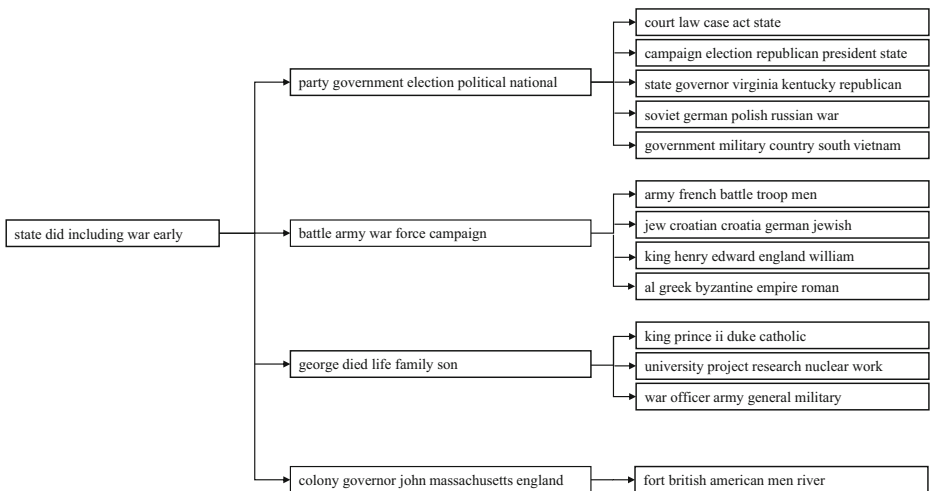 state did including war early
party government election political national
court law case act state
campaign election republican president state
state governor virginia kentucky republican
soviet german polish russian war
government military country south vietnam
battle army war force campaign
army french battle troop men
jew croatian croatia german jewish
king henry edward england william
al greek byzantine empire roman
george died life family son
king prince ii duke catholic
university project research nuclear work
war officer army general military
colony governor john massachusetts england
fort british american men river